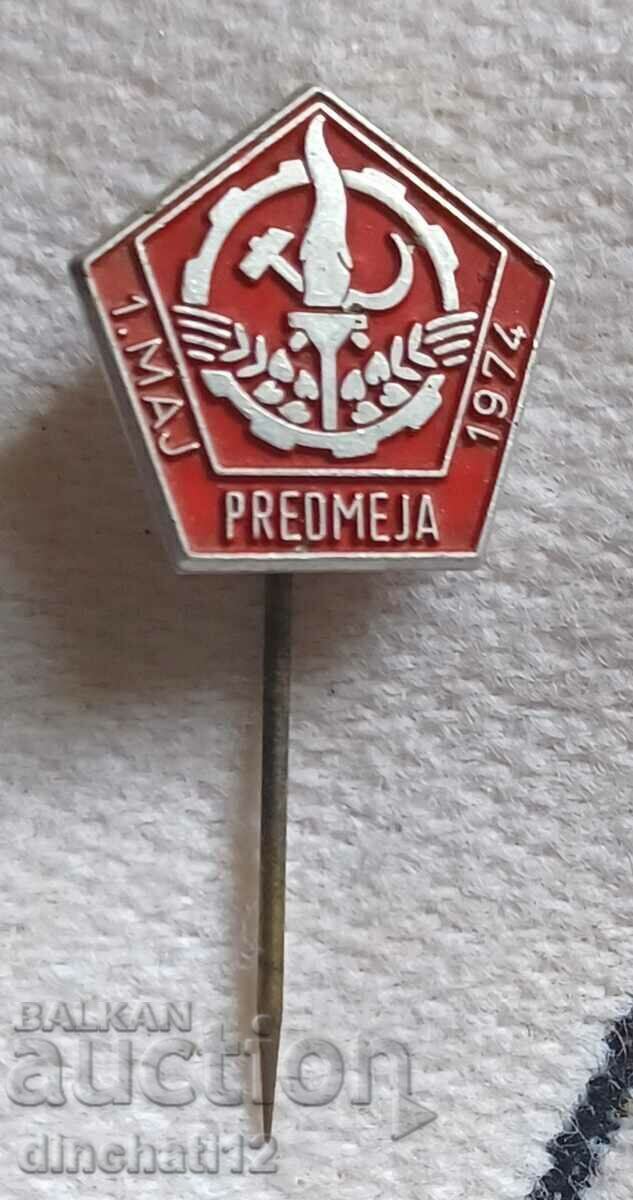 1. MAJ
1974
PREDMEJA
BALKAN
auction
dinchati12